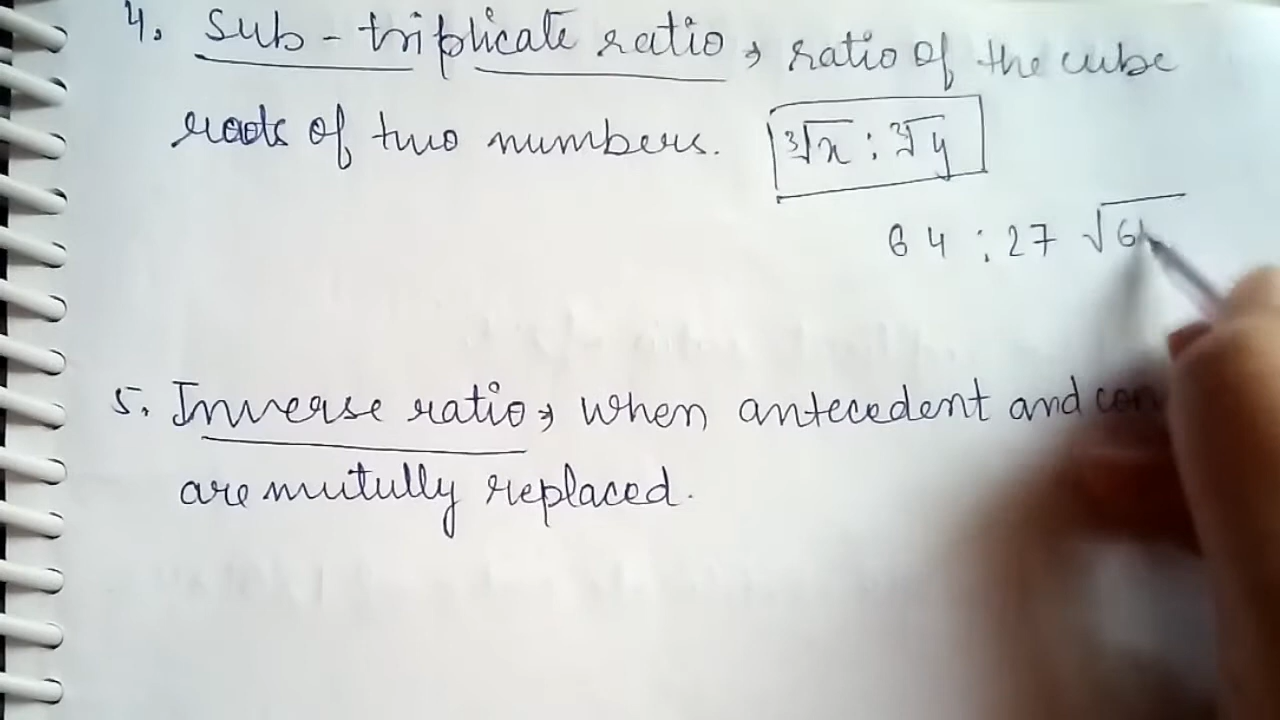 4. Sub-triplicate ratio → ratio of the cube
roots of two numbers. ∛x : ∛y
64 : 27 √6
5. Inverse ratio → when antecedent and
are mutully replaced.